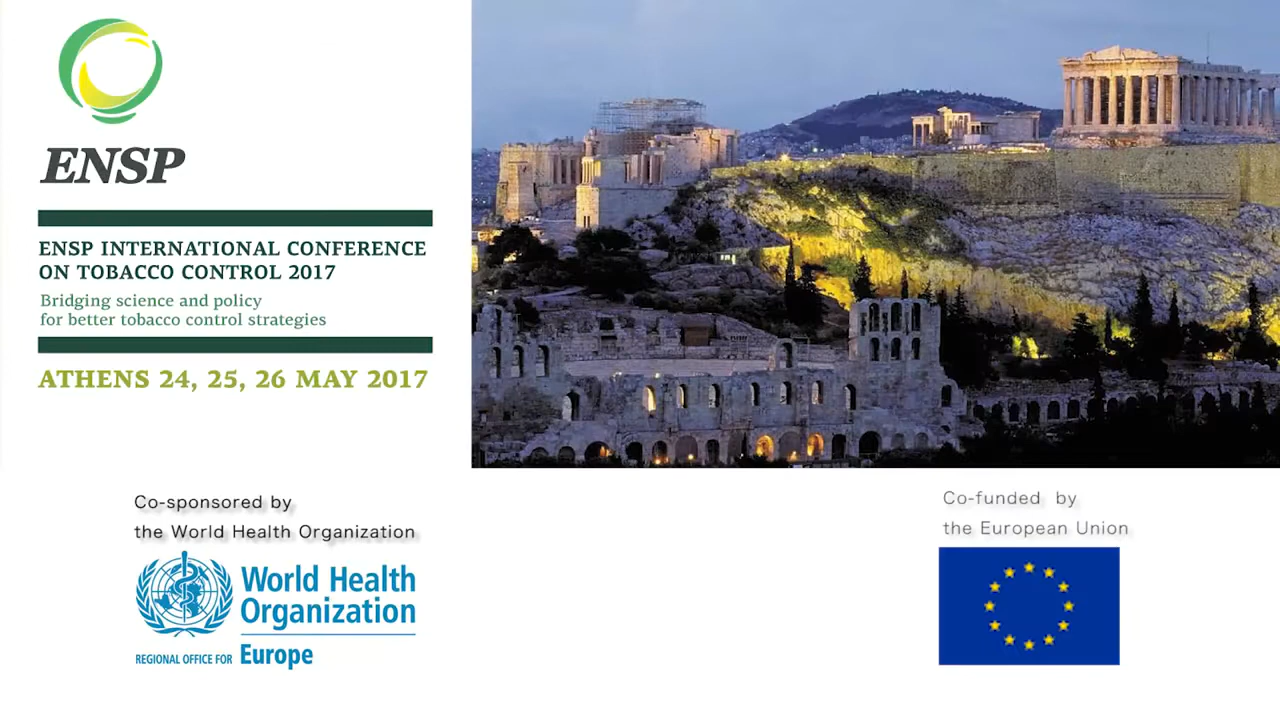 ENSP
ENSP INTERNATIONAL CONFERENCE
ON TOBACCO CONTROL 2017
Bridging science and policy
for better tobacco control strategies
ATHENS 24, 25, 26 MAY 2017
Co-sponsored by
the World Health Organization
World Health
Organization
REGIONAL OFFICE FOR Europe
Co-funded by
the European Union